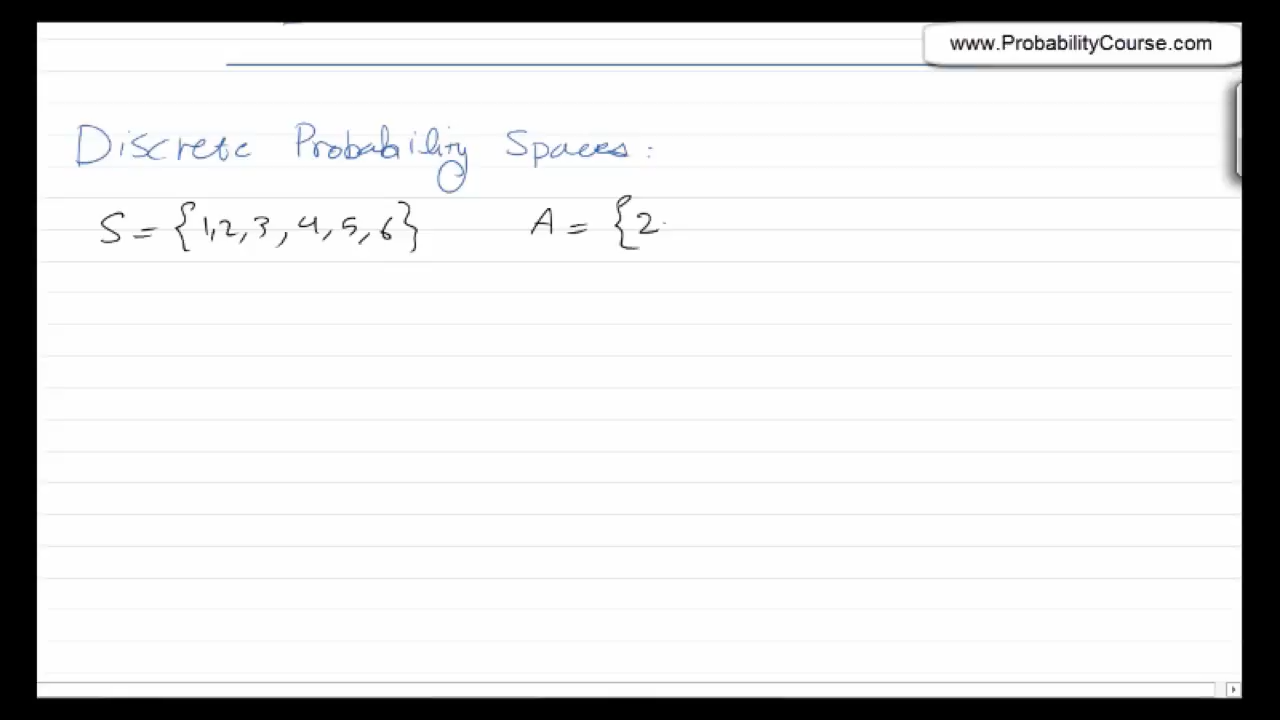 www.ProbabilityCourse.com
Discrete Probability Spaces:
S = {1,2,3,4,5,6} A = {2